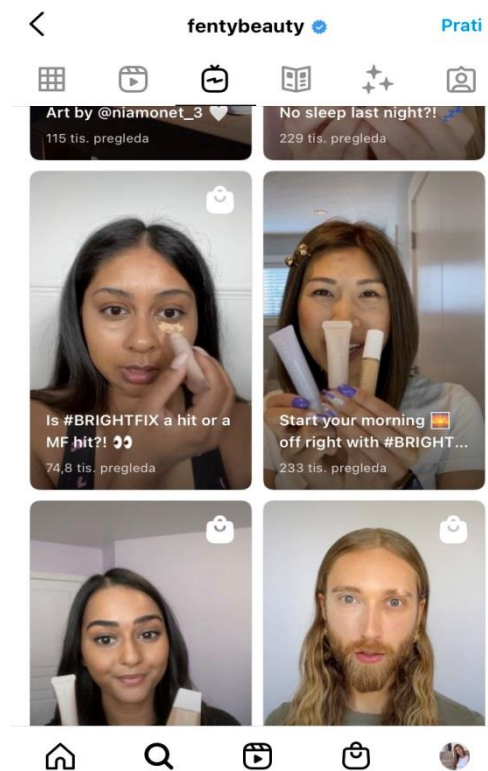 fentybeauty
Prati
Art by @niamonet_3 🤍
115 tis. pregleda
No sleep last night?! 💤
229 tis. pregleda
Is #BRIGHTFIX a hit or a
MF hit?! 👀
74,8 tis. pregleda
Start your morning 🌅
off right with #BRIGHT...
233 tis. pregleda